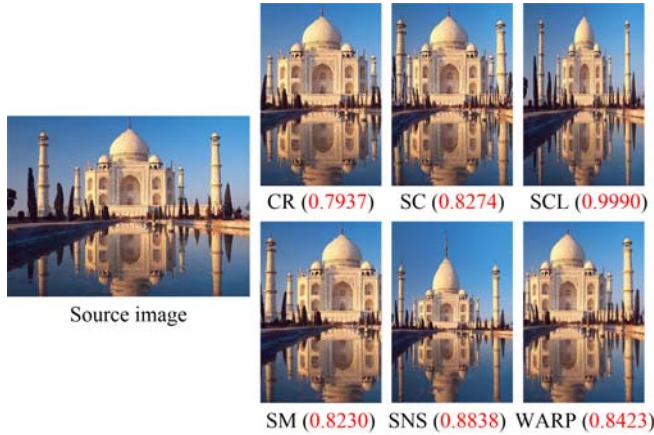 CR (0.7937) SC (0.8274) SCL (0.9990)
Source image
SM (0.8230) SNS (0.8838) WARP (0.8423)